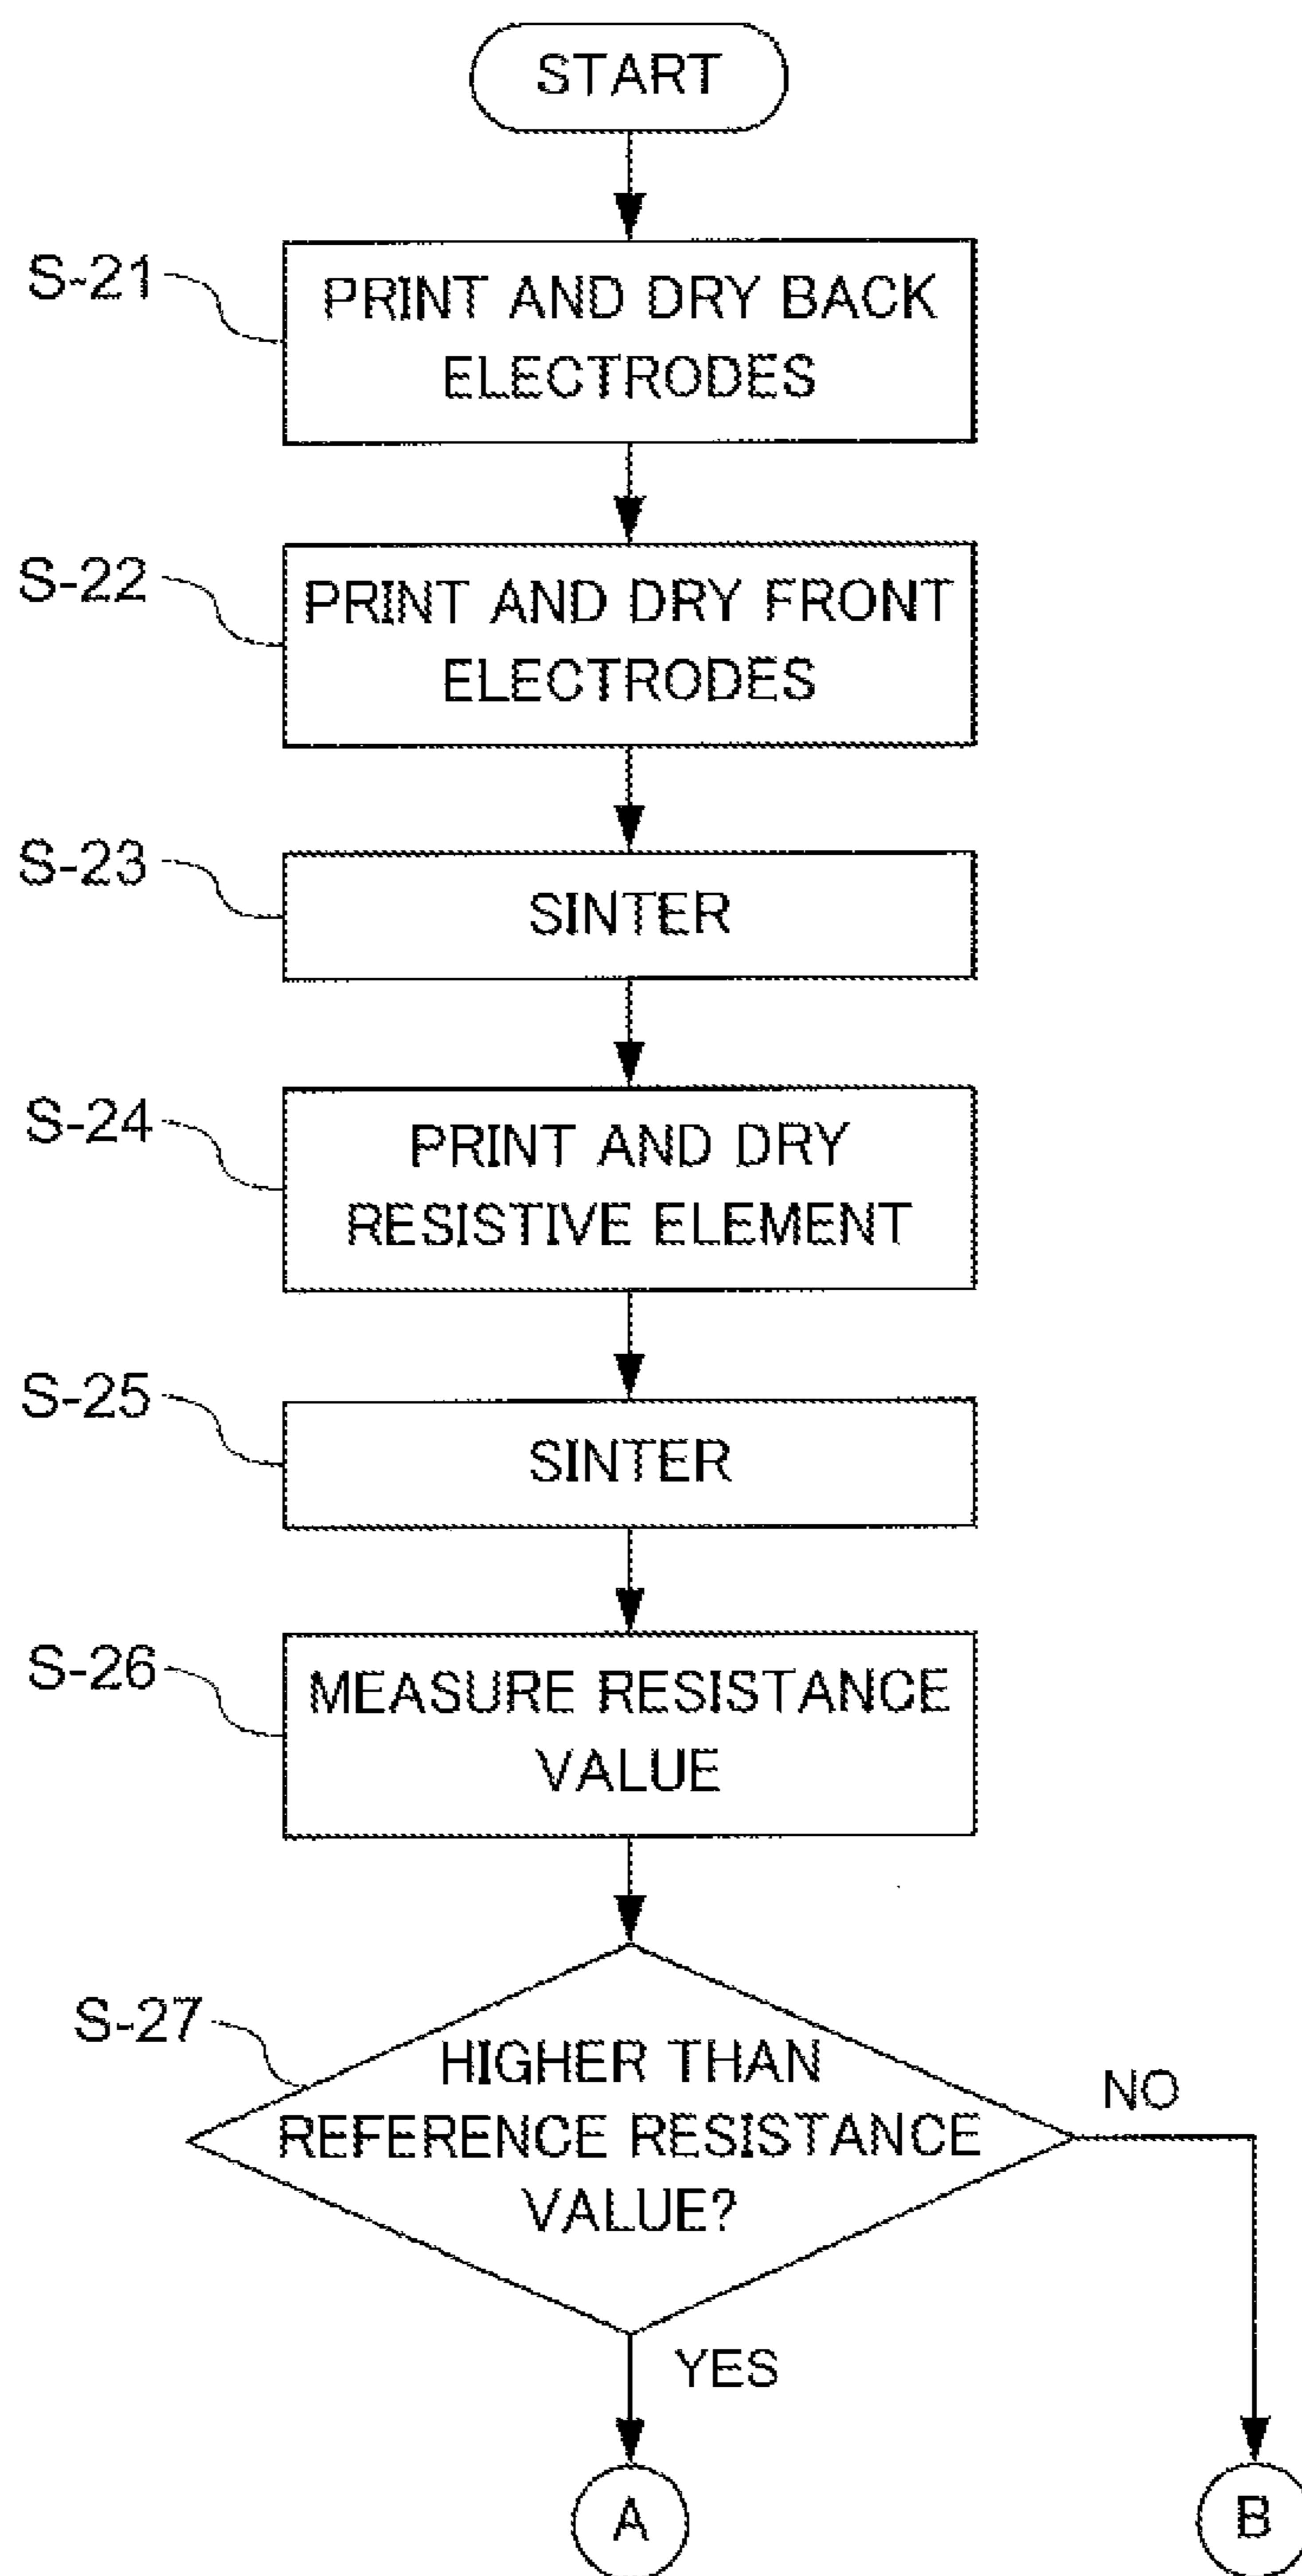 START
S-21
PRINT AND DRY BACK
ELECTRODES
S-22
PRINT AND DRY FRONT
ELECTRODES
S-23
SINTER
S-24
PRINT AND DRY
RESISTIVE ELEMENT
S-25
SINTER
S-26
MEASURE RESISTANCE
VALUE
S-27
HIGHER THAN
REFERENCE RESISTANCE
VALUE?
NO
YES
A
B